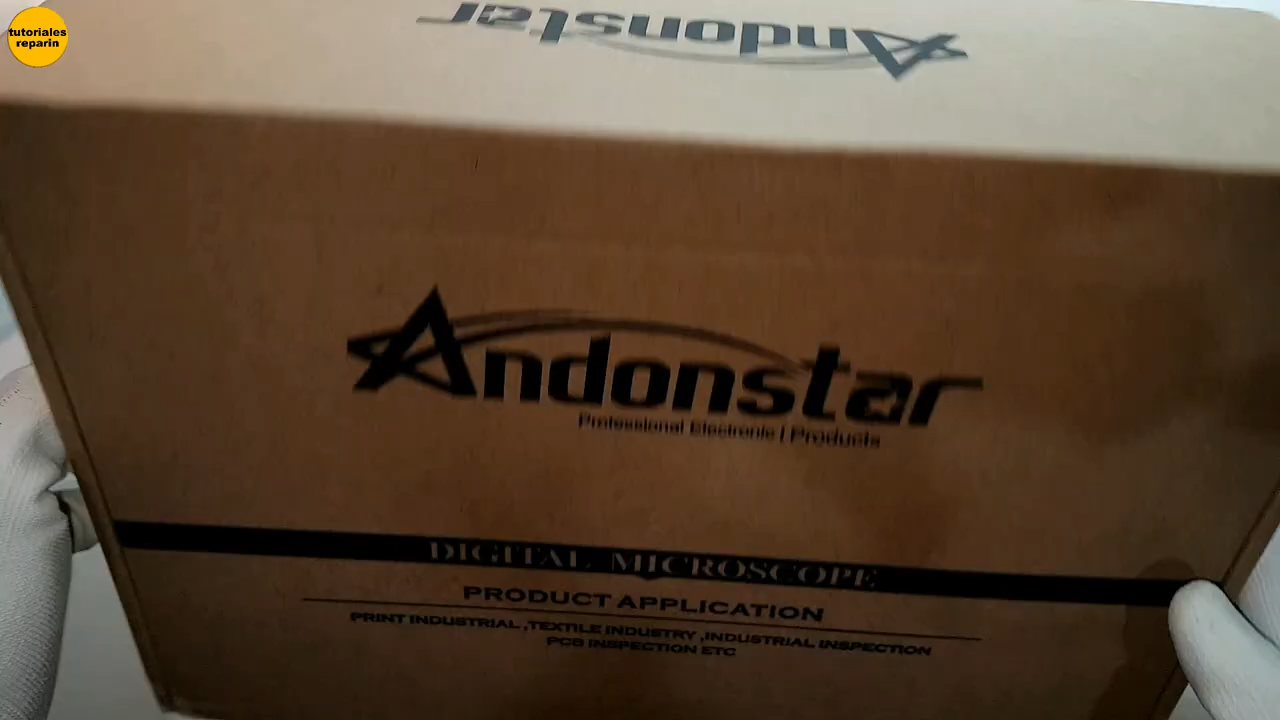 tutoriales
reparin
Andonstar
Andonstar
Professional Electronic | Products
DIGITAL MICROSCOPE
PRODUCT APPLICATION
PRINT INDUSTRIAL ,TEXTILE INDUSTRY ,INDUSTRIAL INSPECTION
PCB INSPECTION ETC